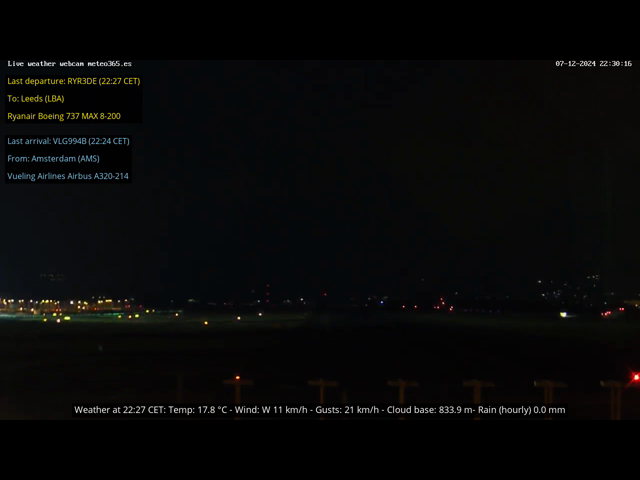 Live weather webcam meteo365.es
07-12-2024 22:30:16
Last departure: RYR3DE (22:27 CET)
To: Leeds (LBA)
Ryanair Boeing 737 MAX 8-200
Last arrival: VLG994B (22:24 CET)
From: Amsterdam (AMS)
Vueling Airlines Airbus A320-214
Weather at 22:27 CET: Temp: 17.8 °C - Wind: W 11 km/h - Gusts: 21 km/h - Cloud base: 833.9 m- Rain (hourly) 0.0 mm